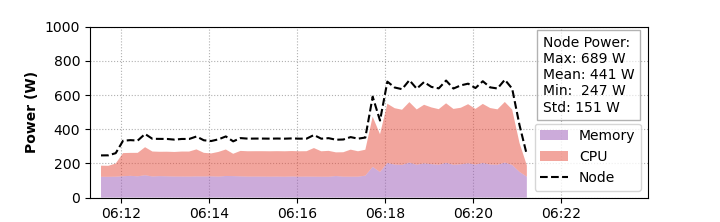 1000
800
600
400
200
0
Power (W)
06:12
06:14
06:16
06:18
06:20
06:22
Node Power:
Max: 689 W
Mean: 441 W
Min:  247 W
Std: 151 W
Memory
CPU
Node